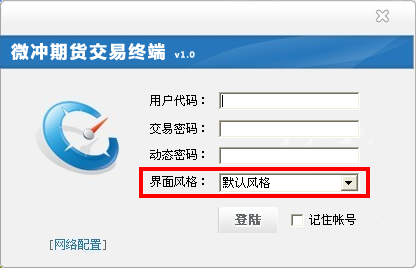 微冲期货交易终端 v1.0
用户代码：
交易密码：
动态密码：
界面风格： 默认风格
登陆 记住帐号
[网络配置]